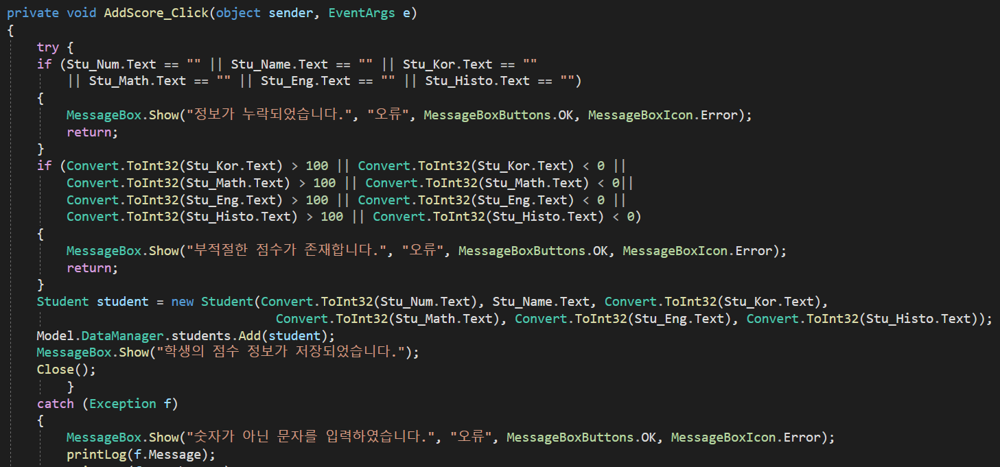 private void AddScore_Click(object sender, EventArgs e)
{
try {
if (Stu_Num.Text == "" || Stu_Name.Text == "" || Stu_Kor.Text == ""
|| Stu_Math.Text == "" || Stu_Eng.Text == "" || Stu_Histo.Text == "")
{
MessageBox.Show("정보가 누락되었습니다.", "오류", MessageBoxButtons.OK, MessageBoxIcon.Error);
return;
}
if (Convert.ToInt32(Stu_Kor.Text) > 100 || Convert.ToInt32(Stu_Kor.Text) < 0 ||
Convert.ToInt32(Stu_Math.Text) > 100 || Convert.ToInt32(Stu_Math.Text) < 0||
Convert.ToInt32(Stu_Eng.Text) > 100 || Convert.ToInt32(Stu_Eng.Text) < 0 ||
Convert.ToInt32(Stu_Histo.Text) > 100 || Convert.ToInt32(Stu_Histo.Text) < 0)
{
MessageBox.Show("부적절한 점수가 존재합니다.", "오류", MessageBoxButtons.OK, MessageBoxIcon.Error);
return;
}
Student student = new Student(Convert.ToInt32(Stu_Num.Text), Stu_Name.Text, Convert.ToInt32(Stu_Kor.Text),
Convert.ToInt32(Stu_Math.Text), Convert.ToInt32(Stu_Eng.Text), Convert.ToInt32(Stu_Histo.Text));
Model.DataManager.students.Add(student);
MessageBox.Show("학생의 점수 정보가 저장되었습니다.");
Close();
}
catch (Exception f)
{
MessageBox.Show("숫자가 아닌 문자를 입력하였습니다.", "오류", MessageBoxButtons.OK, MessageBoxIcon.Error);
printLog(f.Message);